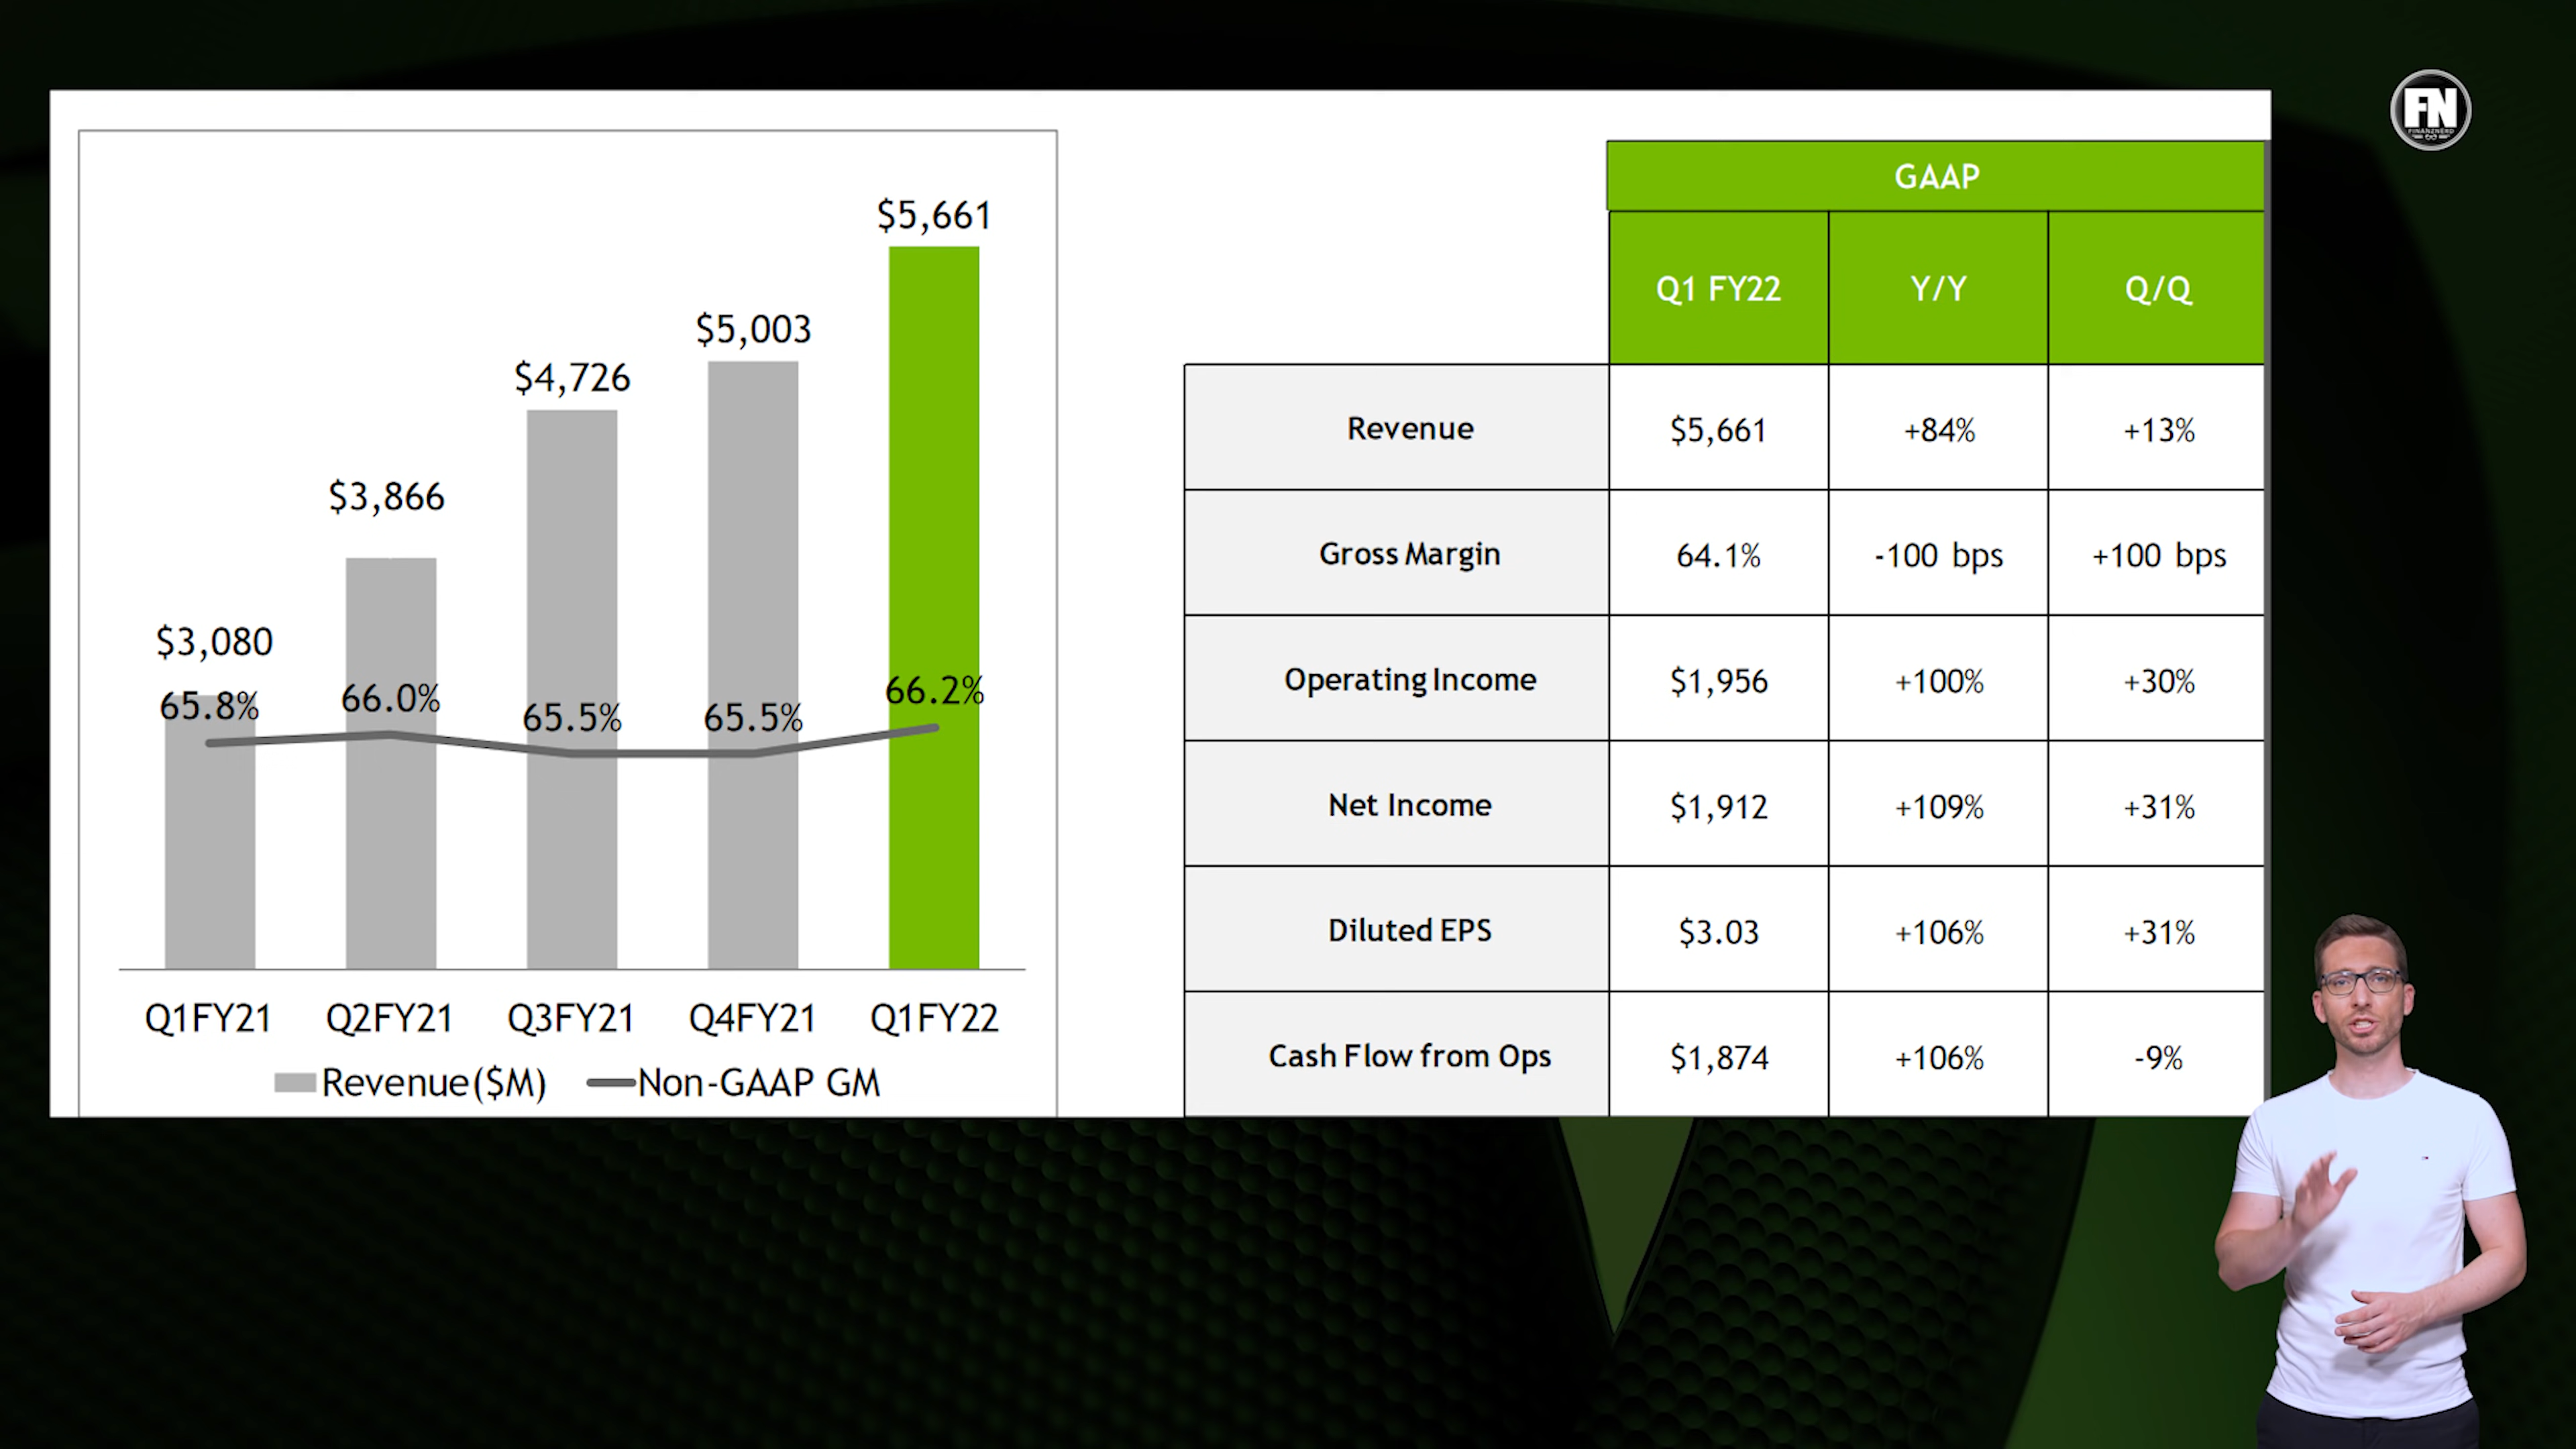 FN
FINANZNERD
$5,661
$5,003
$4,726
$3,866
$3,080
65.8%
66.0%
65.5%
65.5%
66.2%
Q1FY21
Q2FY21
Q3FY21
Q4FY21
Q1FY22
Revenue($M)
Non-GAAP GM
GAAP
Q1 FY22
Y/Y
Q/Q
Revenue
$5,661
+84%
+13%
Gross Margin
64.1%
-100 bps
+100 bps
Operating Income
$1,956
+100%
+30%
Net Income
$1,912
+109%
+31%
Diluted EPS
$3.03
+106%
+31%
Cash Flow from Ops
$1,874
+106%
-9%